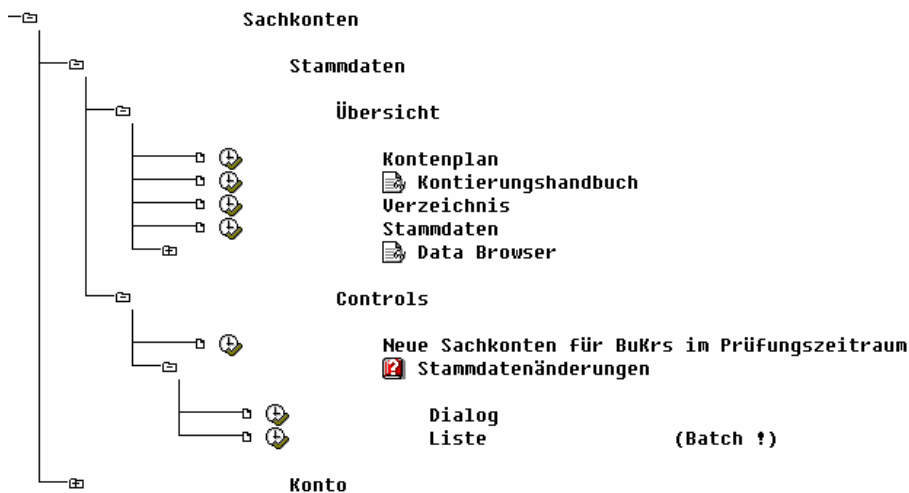 Sachkonten
Stammdaten
Übersicht
Kontenplan
Kontierungshandbuch
Verzeichnis
Stammdaten
Data Browser
Controls
Neue Sachkonten für BuKrs im Prüfungszeitraum
Stammdatenänderungen
Dialog
Liste (Batch !)
Konto